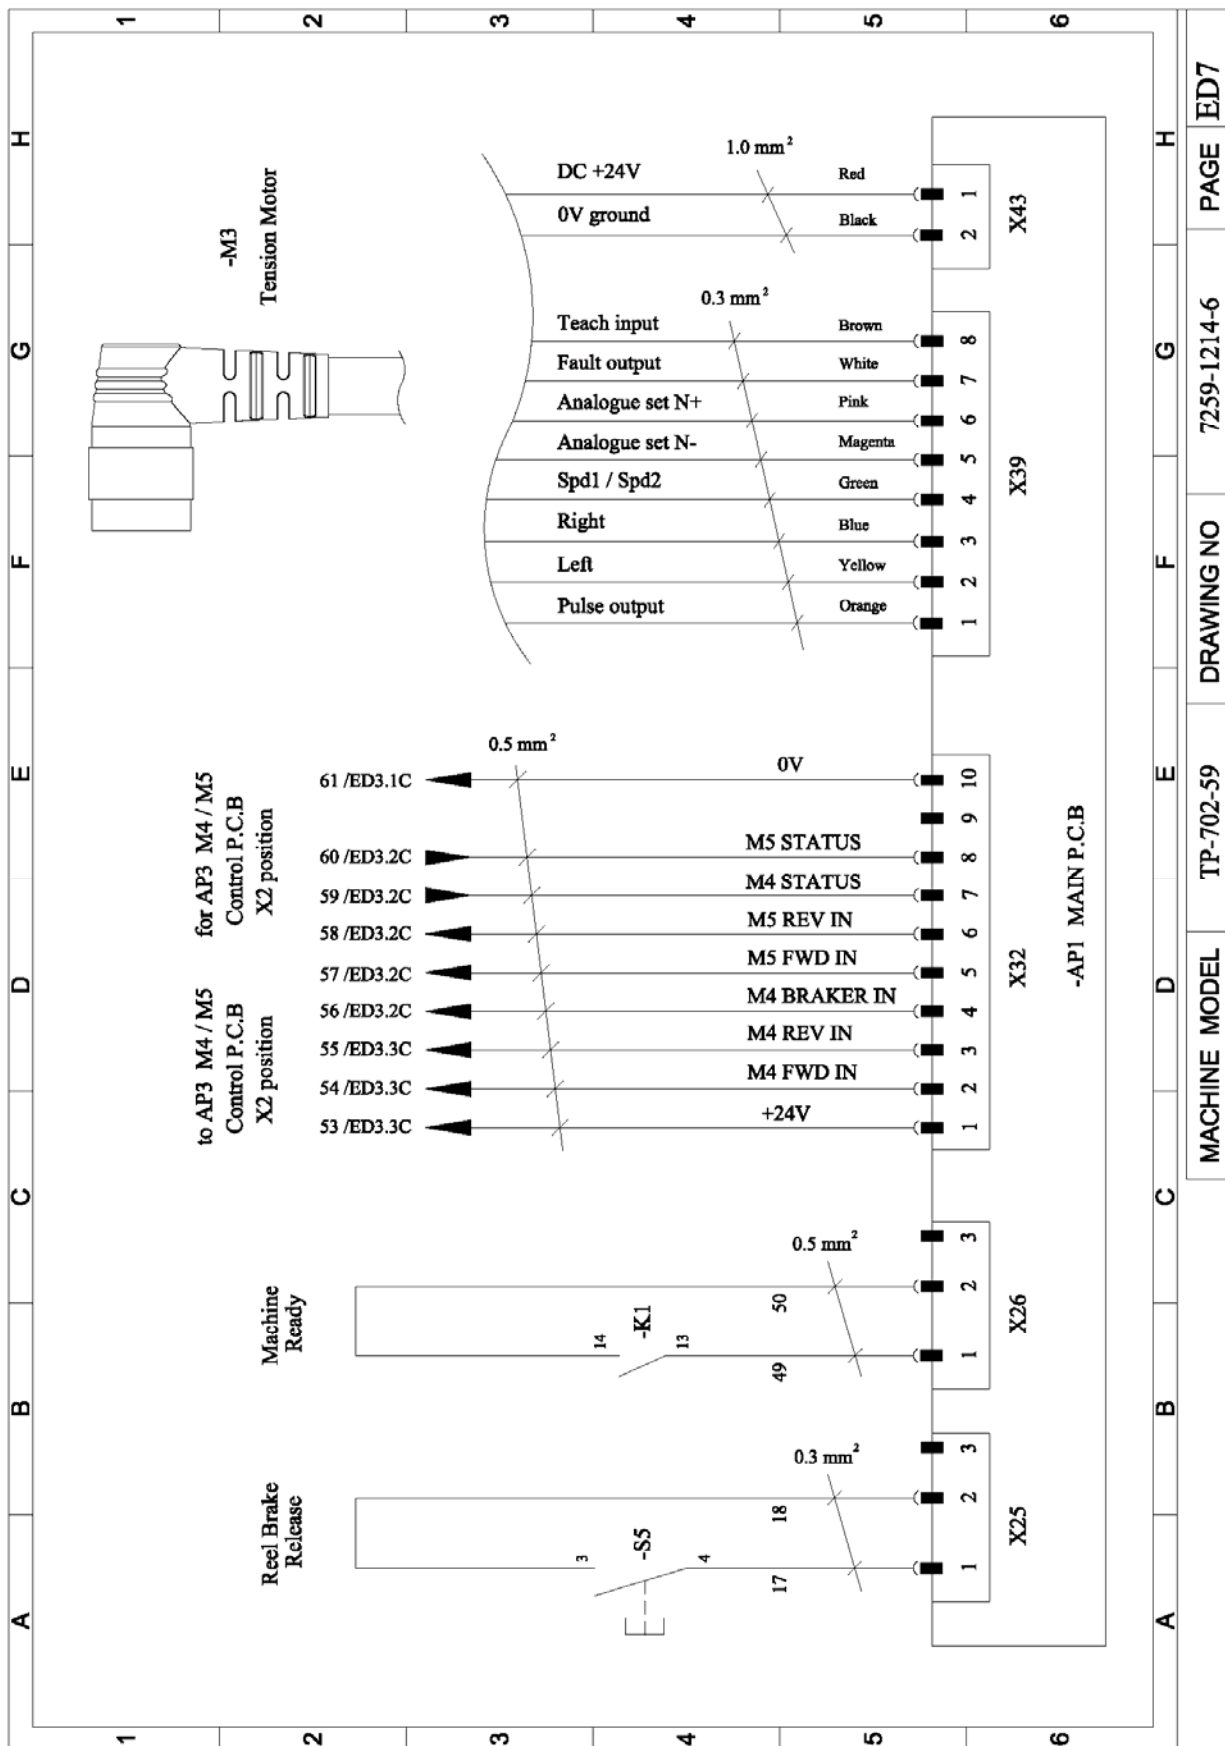 A B C D E F G H
1
2
3
4
5
6
Reel Brake
Release
3
-S5
4
17
18
0.3 mm²
1 2 3
X25
Machine
Ready
14
-K1
13
49
50
0.5 mm²
1 2 3
X26
to AP3 M4 / M5
Control P.C.B
X2 position
for AP3 M4 / M5
Control P.C.B
X2 position
53 /ED3.3C
54 /ED3.3C
55 /ED3.3C
56 /ED3.2C
57 /ED3.2C
58 /ED3.2C
59 /ED3.2C
60 /ED3.2C
61 /ED3.1C
0.5 mm²
+24V
M4 FWD IN
M4 REV IN
M4 BRAKER IN
M5 FWD IN
M5 REV IN
M4 STATUS
M5 STATUS
0V
1 2 3 4 5 6 7 8 9 10
X32
-M3
Tension Motor
Pulse output
Left
Right
Spd1 / Spd2
Analogue set N-
Analogue set N+
Fault output
Teach input
0.3 mm²
Orange
Yellow
Blue
Green
Magenta
Pink
White
Brown
1 2 3 4 5 6 7 8
X39
0V ground
DC +24V
1.0 mm²
Black
Red
2 1
X43
-AP1 MAIN P.C.B
1
2
3
4
5
6
A B C D E F G H
MACHINE MODEL TP-702-59 DRAWING NO 7259-1214-6 PAGE ED7